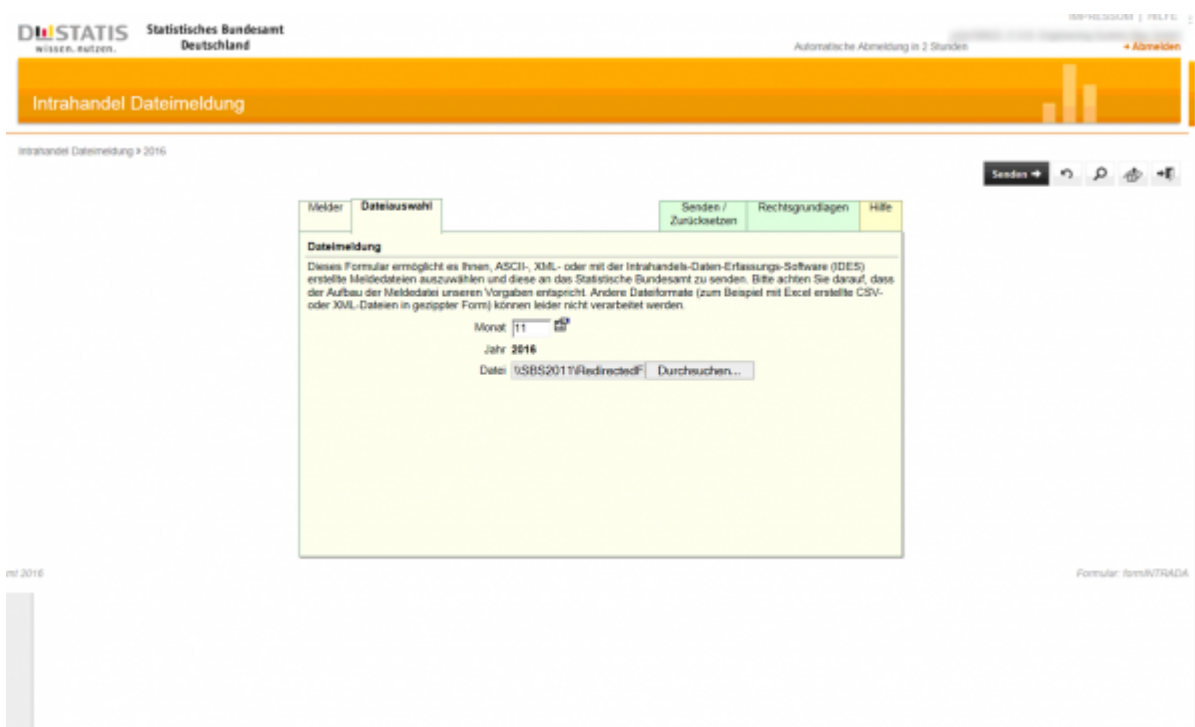 IMPRESSUM | HILFE
DESTATIS
wissen. nutzen.
Statistisches Bundesamt
Deutschland
Automatische Abmeldung in 2 Stunden
Abmelden
Intrahandel Dateimeldung
Intrahandel Dateimeldung > 2016
Senden →
Melder
Dateiauswahl
Senden /
Zurücksetzen
Rechtsgrundlagen
Hilfe
Dateimeldung
Dieses Formular ermöglicht es Ihnen, ASCII-, XML- oder mit der Intrahandels-Daten-Erfassungs-Software (IDES)
erstellte Meldedateien auszuwählen und diese an das Statistische Bundesamt zu senden. Bitte achten Sie darauf, dass
der Aufbau der Meldedatei unseren Vorgaben entspricht. Andere Dateiformate (zum Beispiel mit Excel erstellte CSV-
oder XML-Dateien in gezippter Form) können leider nicht verarbeitet werden.
Monat 11
Jahr 2016
Datei \\SBS2011\RedirectedF Durchsuchen...
mt 2016
Formular: formINTRADA